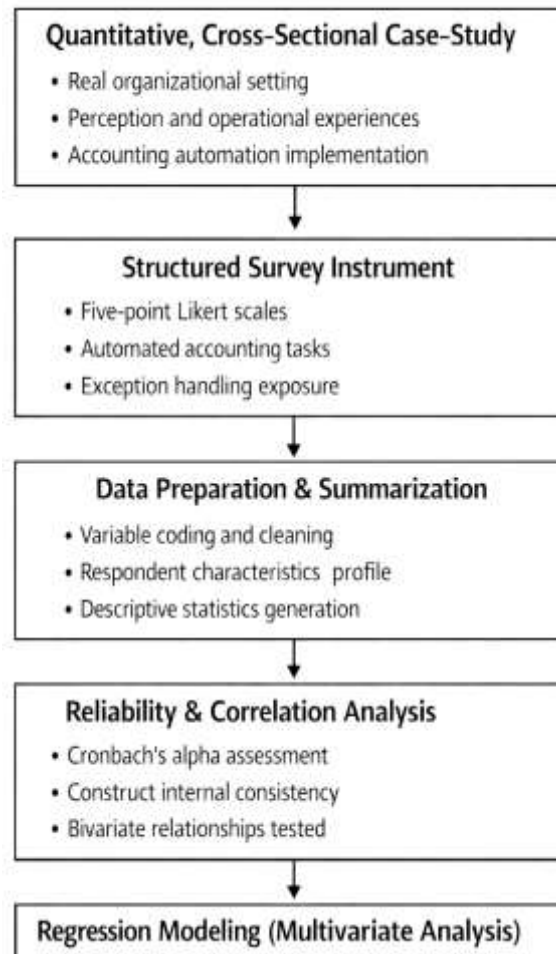 Quantitative, Cross-Sectional Case-Study
• Real organizational setting
• Perception and operational experiences
• Accounting automation implementation
Structured Survey Instrument
• Five-point Likert scales
• Automated accounting tasks
• Exception handling exposure
Data Preparation & Summarization
• Variable coding and cleaning
• Respondent characteristics profile
• Descriptive statistics generation
Reliability & Correlation Analysis
• Cronbach's alpha assessment
• Construct internal consistency
• Bivariate relationships tested
Regression Modeling (Multivariate Analysis)